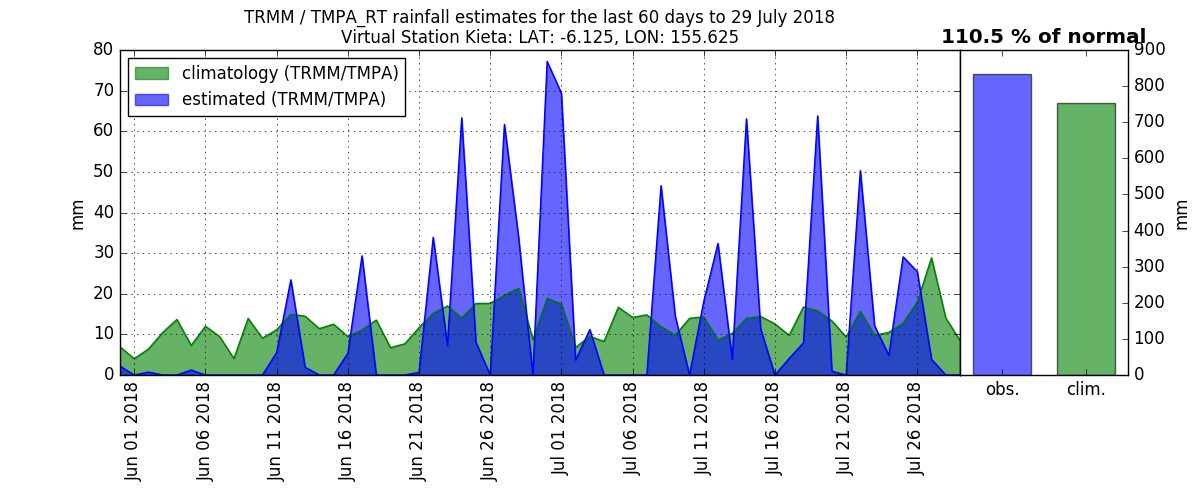 TRMM / TMPA_RT rainfall estimates for the last 60 days to 29 July 2018
Virtual Station Kieta: LAT: -6.125, LON: 155.625
110.5 % of normal
climatology (TRMM/TMPA)
estimated (TRMM/TMPA)
mm
80
70
60
50
40
30
20
10
0
Jun 01 2018
Jun 06 2018
Jun 11 2018
Jun 16 2018
Jun 21 2018
Jun 26 2018
Jul 01 2018
Jul 06 2018
Jul 11 2018
Jul 16 2018
Jul 21 2018
Jul 26 2018
obs.
clim.
900
800
700
600
500
400
300
200
100
0
mm